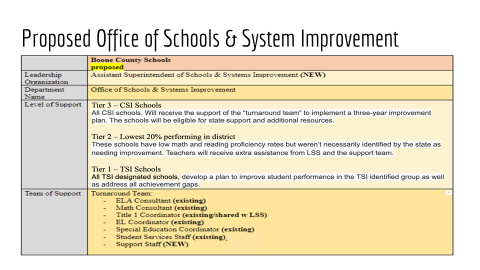 Proposed Office of Schools & System Improvement
Boone County Schools
proposed
Leadership
Organization
Assistant Superintendent of Schools & Systems Improvement (NEW)
Department
Name
Office of Schools & Systems Improvement
Level of Support
Tier 3 – CSI Schools
All CSI schools. Will receive the support of the "turnaround team" to implement a three-year improvement
plan. The schools will be eligible for state support and additional resources.
Tier 2 – Lowest 20% performing in district
These schools have low math and reading proficiency rates but weren't necessarily identified by the state as
needing improvement. Teachers will receive extra assistance from LSS and the support team.
Tier 1 – TSI Schools
All TSI designated schools, develop a plan to improve student performance in the TSI identified group as well
as address all achievement gaps.
Team of Support
Turnaround Team:
- ELA Consultant (existing)
- Math Consultant (existing)
- Title 1 Coordinator (existing/shared w LSS)
- EL Coordinator (existing)
- Special Education Coordinator (existing)
- Student Services Staff (existing)
- Support Staff (NEW)